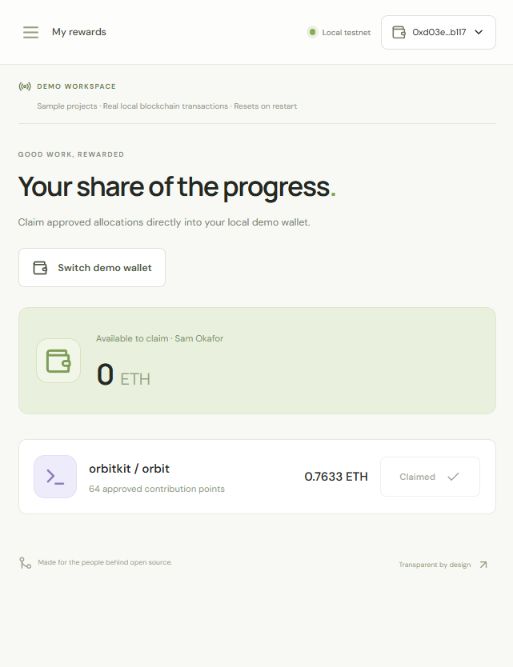 My rewards
Local testnet
0xd03e...b117
DEMO WORKSPACE
Sample projects · Real local blockchain transactions · Resets on restart
GOOD WORK, REWARDED
Your share of the progress.
Claim approved allocations directly into your local demo wallet.
Switch demo wallet
Available to claim · Sam Okafor
0 ETH
orbitkit / orbit
64 approved contribution points
0.7633 ETH
Claimed
Made for the people behind open source.
Transparent by design